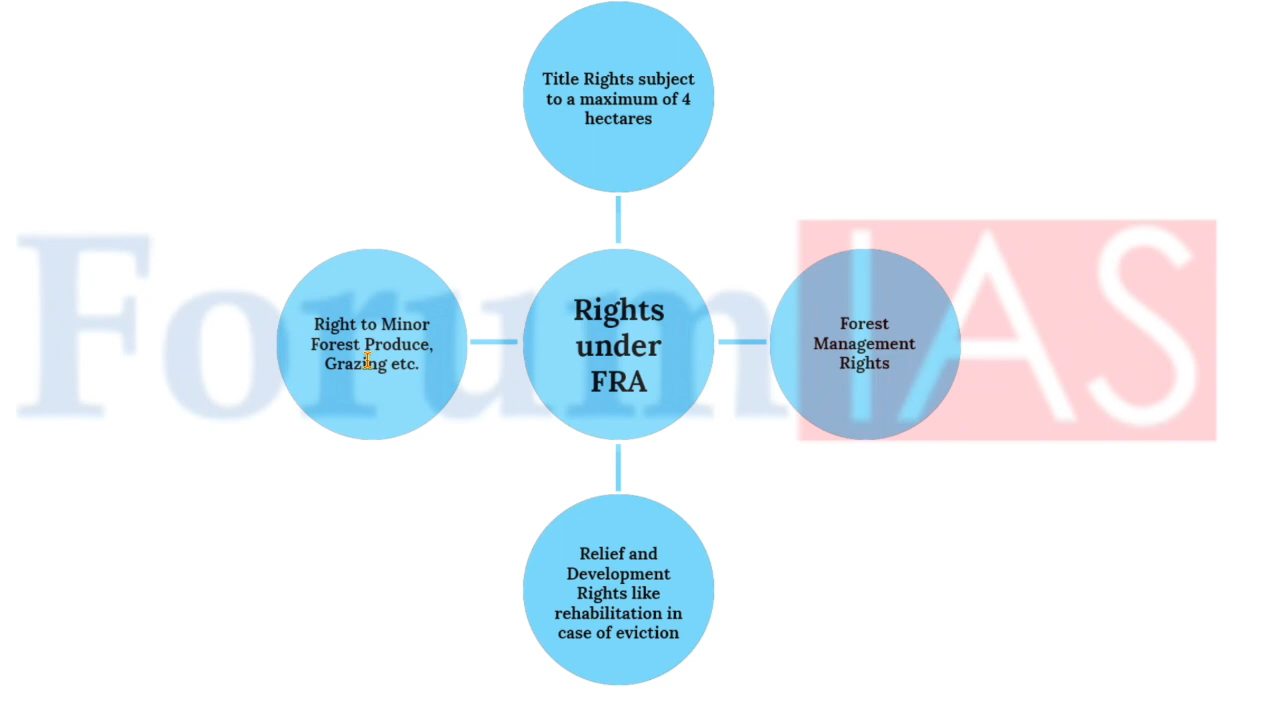 Title Rights subject
to a maximum of 4
hectares
Right to Minor
Forest Produce,
Grazing etc.
Rights
under
FRA
Forest
Management
Rights
Relief and
Development
Rights like
rehabilitation in
case of eviction
ForumIAS